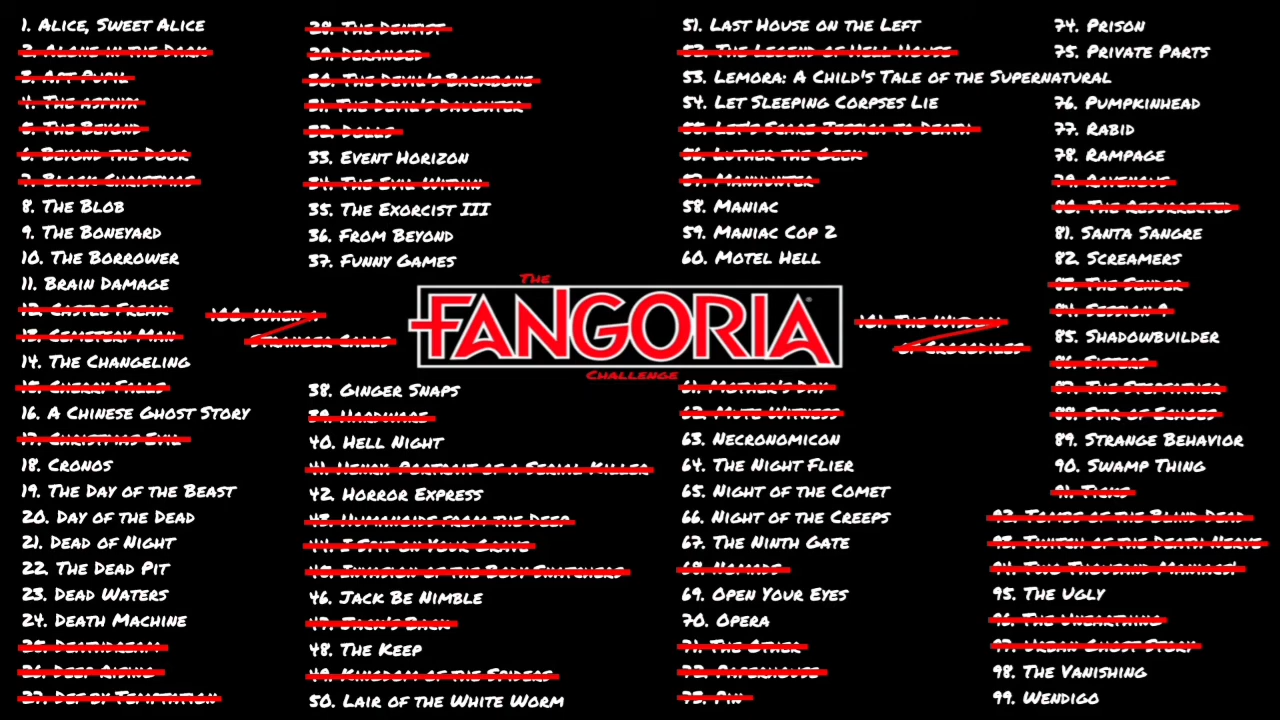 1. Alice, Sweet Alice
2. Alone in the Dark
3. Apt Pupil
4. The Asphyx
5. The Beyond
6. Beyond the Door
7. Black Christmas
8. The Blob
9. The Boneyard
10. The Borrower
11. Brain Damage
12. Castle Freak
13. Cemetery Man
14. The Changeling
15. Cherry Falls
16. A Chinese Ghost Story
17. Christmas Evil
18. Cronos
19. The Day of the Beast
20. Day of the Dead
21. Dead of Night
22. The Dead Pit
23. Dead Waters
24. Death Machine
25. Deathdream
26. Deep Rising
27. Def by Temptation
28. The Dentist
29. Deranged
30. The Devil's Backbone
31. The Devil's Daughter
32. Dolls
33. Event Horizon
34. The Evil Within
35. The Exorcist III
36. From Beyond
37. Funny Games
100. When a
Stranger Calls
The
FANGORIA
Challenge
101. The Wisdom
of Crocodiles
38. Ginger Snaps
39. Hardware
40. Hell Night
41. Henry: Portrait of a Serial Killer
42. Horror Express
43. Humanoids from the Deep
44. I Spit on Your Grave
45. Invasion of the Body Snatchers
46. Jack Be Nimble
47. Jack's Back
48. The Keep
49. Kingdom of the Spiders
50. Lair of the White Worm
51. Last House on the Left
52. The Legend of Hell House
53. Lemora: A Child's Tale of the Supernatural
54. Let Sleeping Corpses Lie
55. Let's Scare Jessica to Death
56. Luther the Geek
57. Manhunter
58. Maniac
59. Maniac Cop 2
60. Motel Hell
61. Mother's Day
62. Mute Witness
63. Necronomicon
64. The Night Flier
65. Night of the Comet
66. Night of the Creeps
67. The Ninth Gate
68. Nomads
69. Open Your Eyes
70. Opera
71. The Other
72. Paperhouse
73. Pin
74. Prison
75. Private Parts
76. Pumpkinhead
77. Rabid
78. Rampage
79. Ravenous
80. The Resurrected
81. Santa Sangre
82. Screamers
83. The Sender
84. Session 9
85. Shadowbuilder
86. Sisters
87. The Stepfather
88. Stir of Echoes
89. Strange Behavior
90. Swamp Thing
91. Ticks
92. Tombs of the Blind Dead
93. Twitch of the Death Nerve
94. Two Thousand Maniacs!
95. The Ugly
96. The Unearthing
97. Urban Ghost Story
98. The Vanishing
99. Wendigo